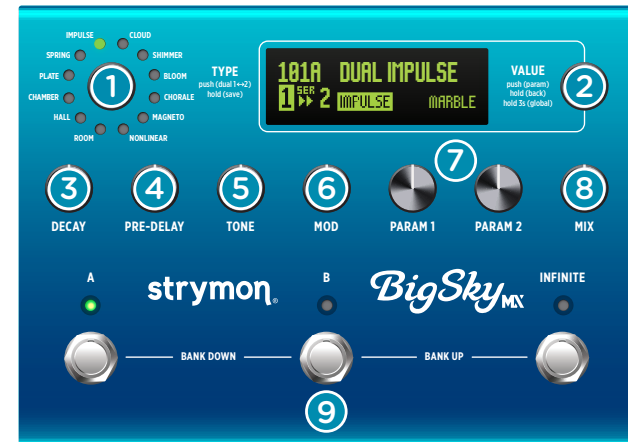 IMPULSE CLOUD
SPRING SHIMMER
PLATE BLOOM
CHAMBER CHORALE
HALL MAGNETO
ROOM NONLINEAR
1
TYPE
push (dual 1↔2)
hold (save)
101A DUAL IMPULSE
1 SER ▸▸ 2 IMPULSE MARBLE
VALUE
push (param)
hold (back)
hold 3s (global)
2
3 4 5 6 7 8
DECAY PRE-DELAY TONE MOD PARAM 1 PARAM 2 MIX
A B INFINITE
strymon® BigSky MX
BANK DOWN BANK UP
9